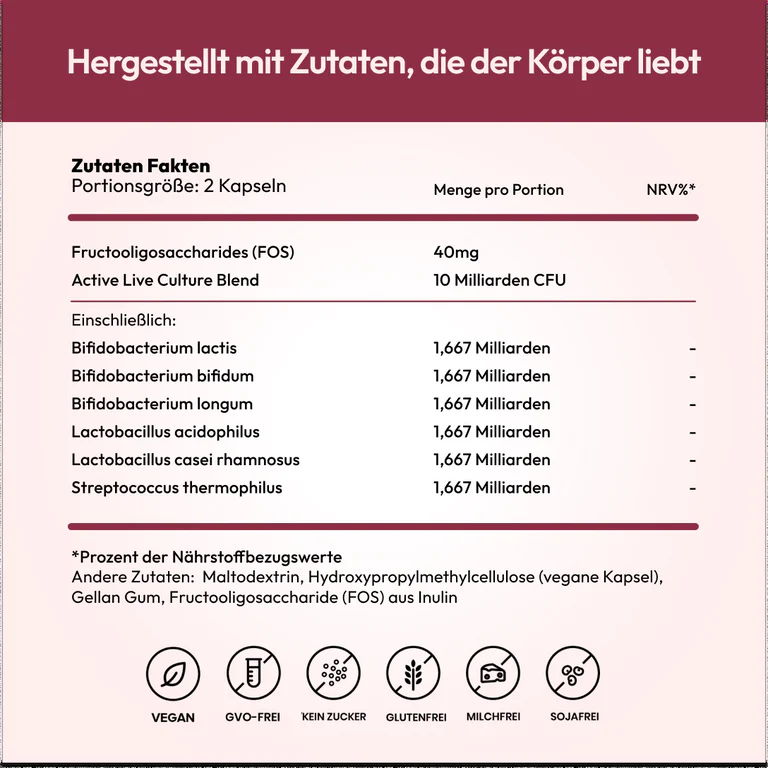 Hergestellt mit Zutaten, die der Körper liebt
Zutaten Fakten
Portionsgröße: 2 Kapseln
Menge pro Portion NRV%*
Fructooligosaccharides (FOS) 40mg
Active Live Culture Blend 10 Milliarden CFU
Einschließlich:
Bifidobacterium lactis 1,667 Milliarden -
Bifidobacterium bifidum 1,667 Milliarden -
Bifidobacterium longum 1,667 Milliarden -
Lactobacillus acidophilus 1,667 Milliarden -
Lactobacillus casei rhamnosus 1,667 Milliarden -
Streptococcus thermophilus 1,667 Milliarden -
*Prozent der Nährstoffbezugswerte
Andere Zutaten: Maltodextrin, Hydroxypropylmethylcellulose (vegane Kapsel),
Gellan Gum, Fructooligosaccharide (FOS) aus Inulin
VEGAN GVO-FREI KEIN ZUCKER GLUTENFREI MILCHFREI SOJAFREI